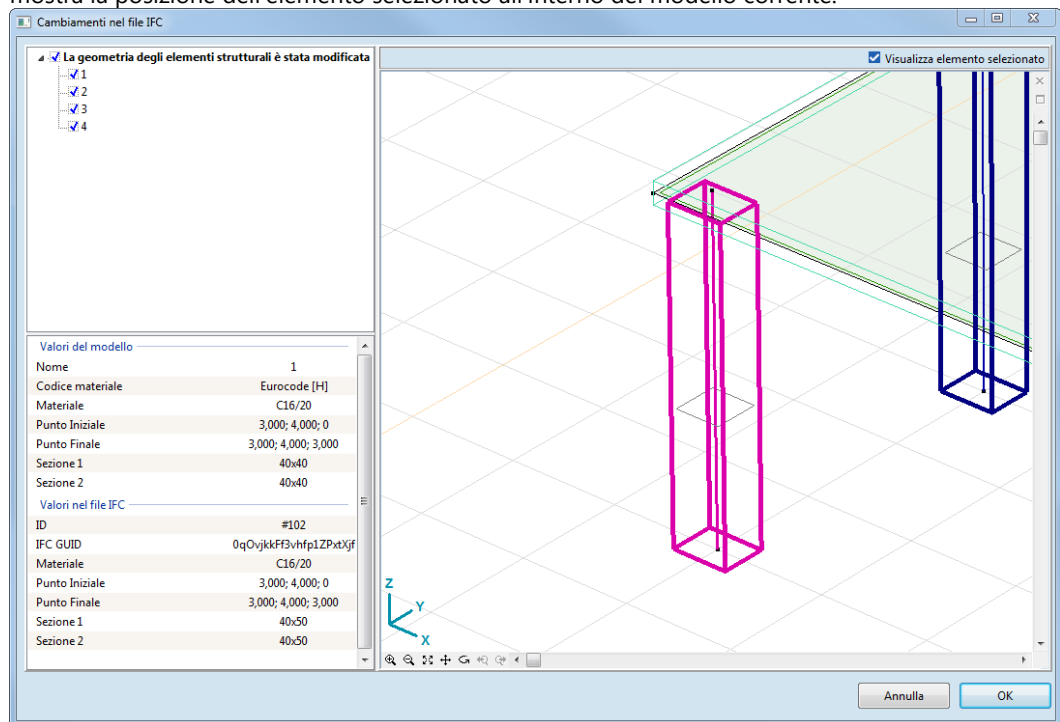 mostra la posizione dell'elemento selezionato all'interno del modello corrente.
Cambiamenti nel file IFC
La geometria degli elementi strutturali è stata modificata
1
2
3
4
Visualizza elemento selezionato
Valori del modello
Nome 1
Codice materiale Eurocode [H]
Materiale C16/20
Punto Iniziale 3,000; 4,000; 0
Punto Finale 3,000; 4,000; 3,000
Sezione 1 40x40
Sezione 2 40x40
Valori nel file IFC
ID #102
IFC GUID 0qOvjkkFf3vhfp1ZPxtXjf
Materiale C16/20
Punto Iniziale 3,000; 4,000; 0
Punto Finale 3,000; 4,000; 3,000
Sezione 1 40x50
Sezione 2 40x50
Z
Y
X
Annulla
OK